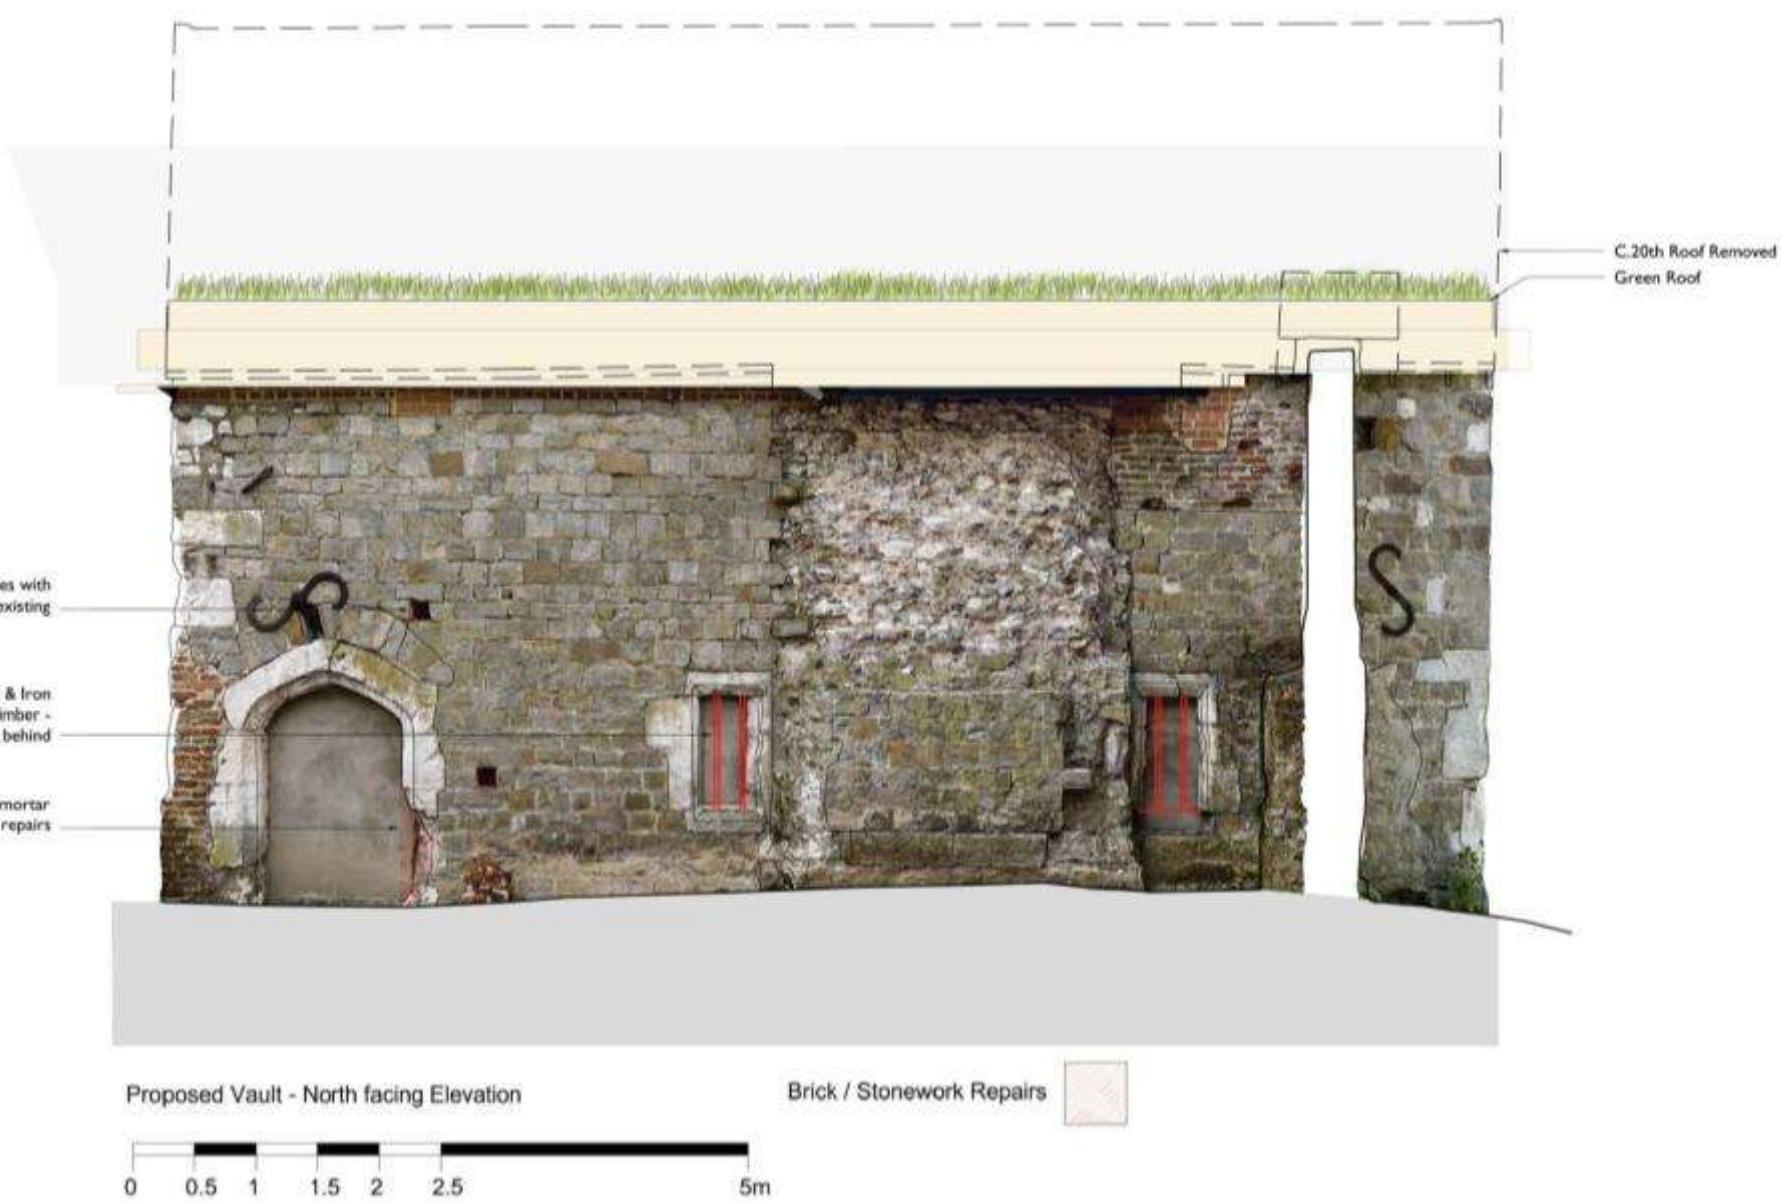 C.20th Roof Removed
Green Roof
es with
existing
& Iron
imber -
behind
mortar
repairs
Proposed Vault - North facing Elevation
Brick / Stonework Repairs
0 0.5 1 1.5 2 2.5 5m